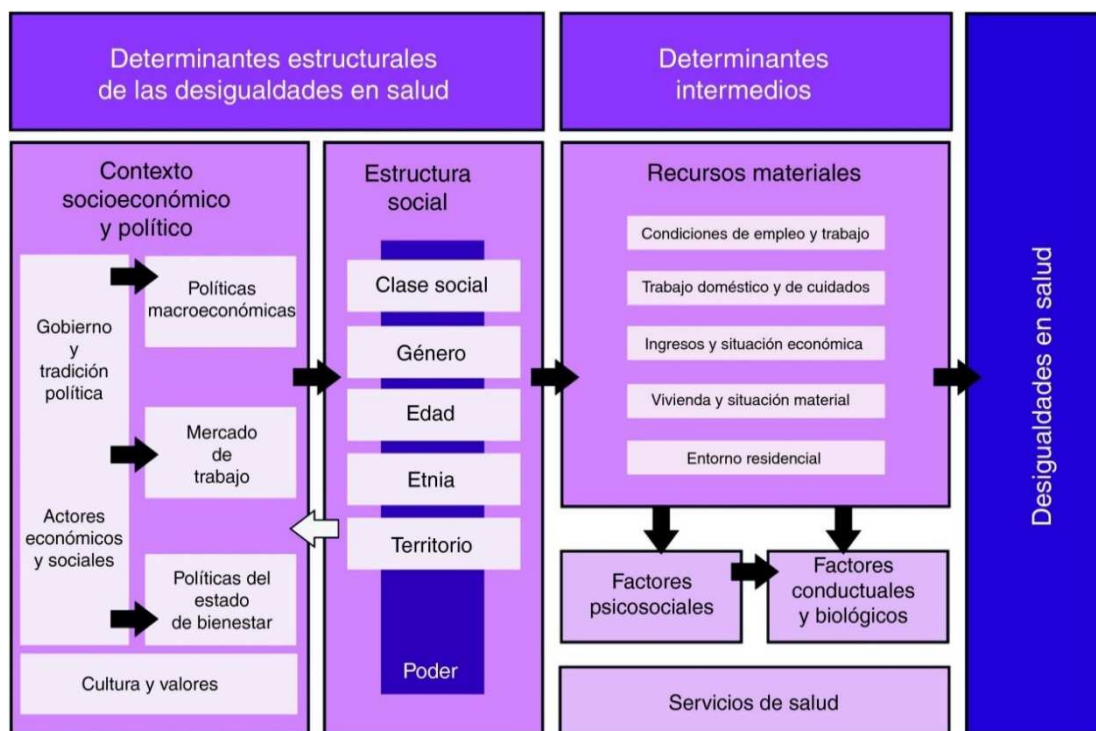 Determinantes estructurales
de las desigualdades en salud
Determinantes
intermedios
Contexto
socioeconómico
y político
Gobierno
y
tradición
política
Actores
económicos
y sociales
Políticas
macroeconómicas
Mercado
de
trabajo
Políticas del
estado
de bienestar
Cultura y valores
Estructura
social
Clase social
Género
Edad
Etnia
Territorio
Poder
Recursos materiales
Condiciones de empleo y trabajo
Trabajo doméstico y de cuidados
Ingresos y situación económica
Vivienda y situación material
Entorno residencial
Factores
psicosociales
Factores
conductuales
y biológicos
Servicios de salud
Desigualdades en salud